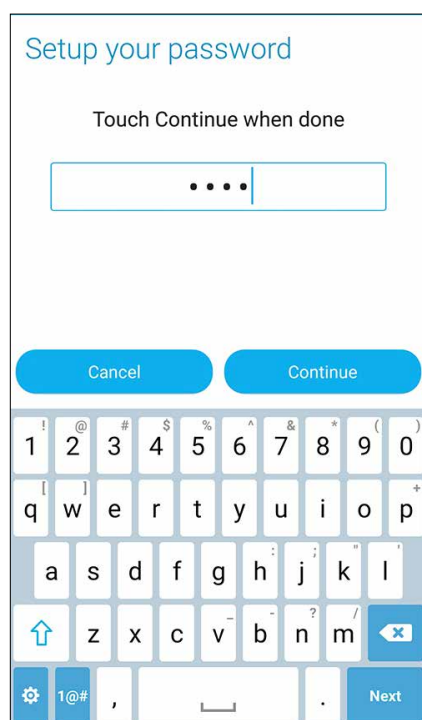 Setup your password
Touch Continue when done
••••
Cancel Continue
! @ # $ % ^ & * ( )
1 2 3 4 5 6 7 8 9 0
[ ] +
q w e r t y u i o p
: ; " '
a s d f g h j k l
_ - ? /
z x c v b n m
1@# , . Next